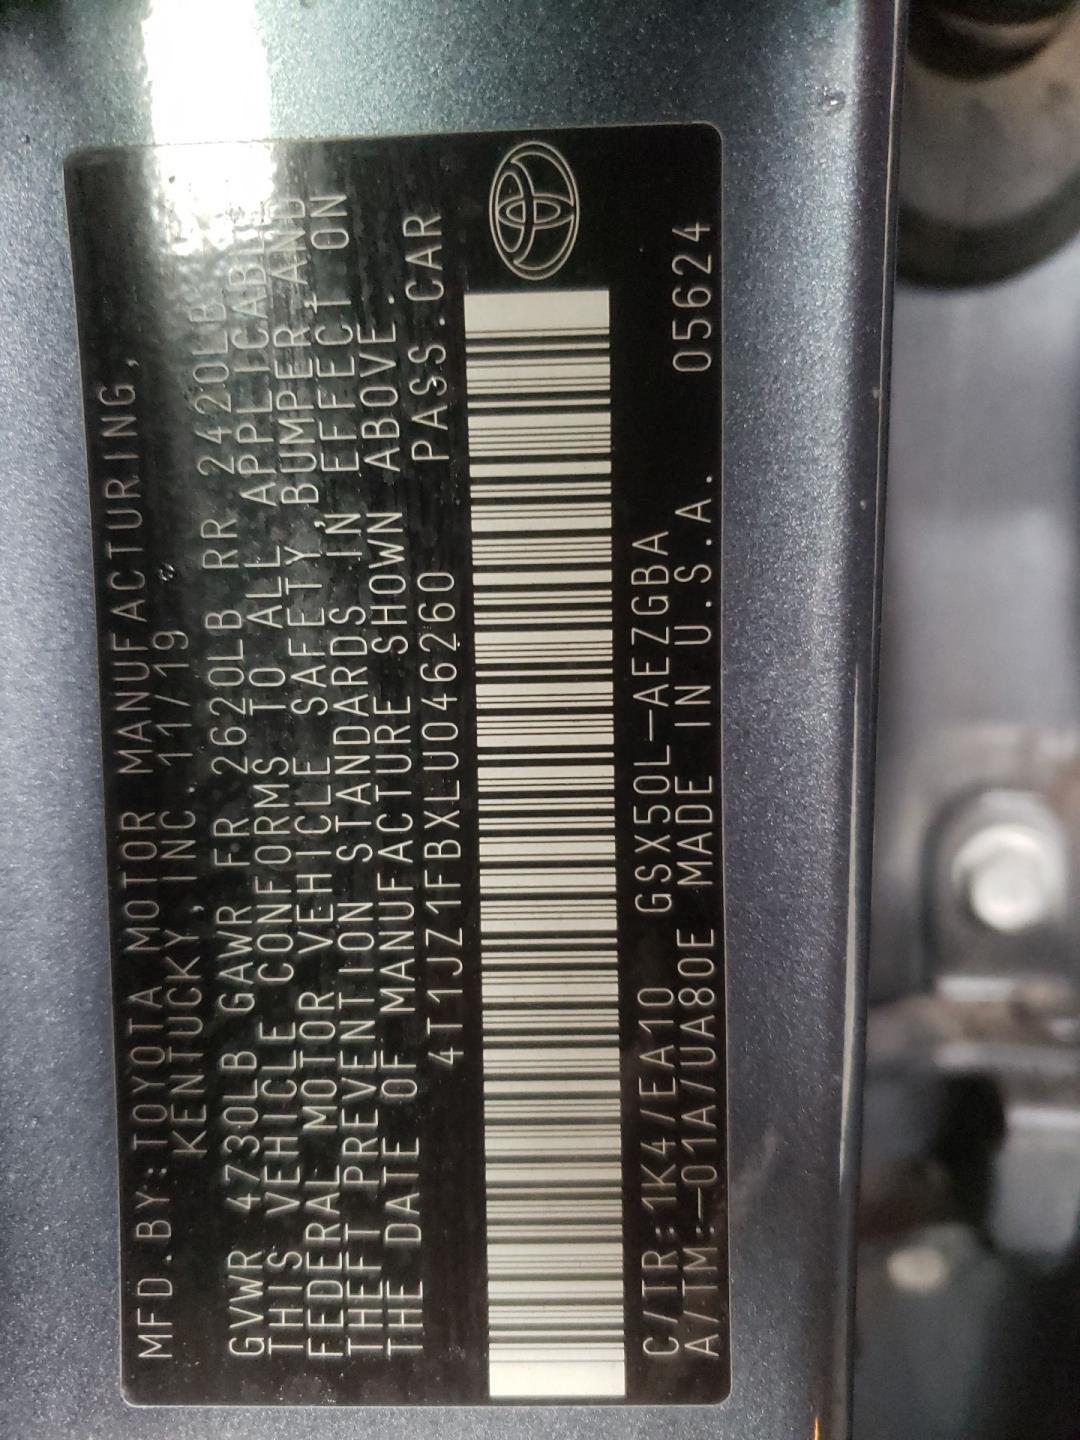 MFD.BY:TOYOTA MOTOR MANUFACTURING,
KENTUCKY, INC. 11/19
GVWR 4730LB GAWR FR 2620LB RR 2420LB
THIS VEHICLE CONFORMS TO ALL APPLICABLE
FEDERAL MOTOR VEHICLE SAFETY, BUMPER, AND
THEFT PREVENTION STANDARDS IN EFFECT ON
THE DATE OF MANUFACTURE SHOWN ABOVE.
4T1JZ1FBXLU046260 PASS.CAR
C/TR:1K4/EA10 GSX50L-AEZGBA
A/TM:-01A/UA80E MADE IN U.S.A. 05624